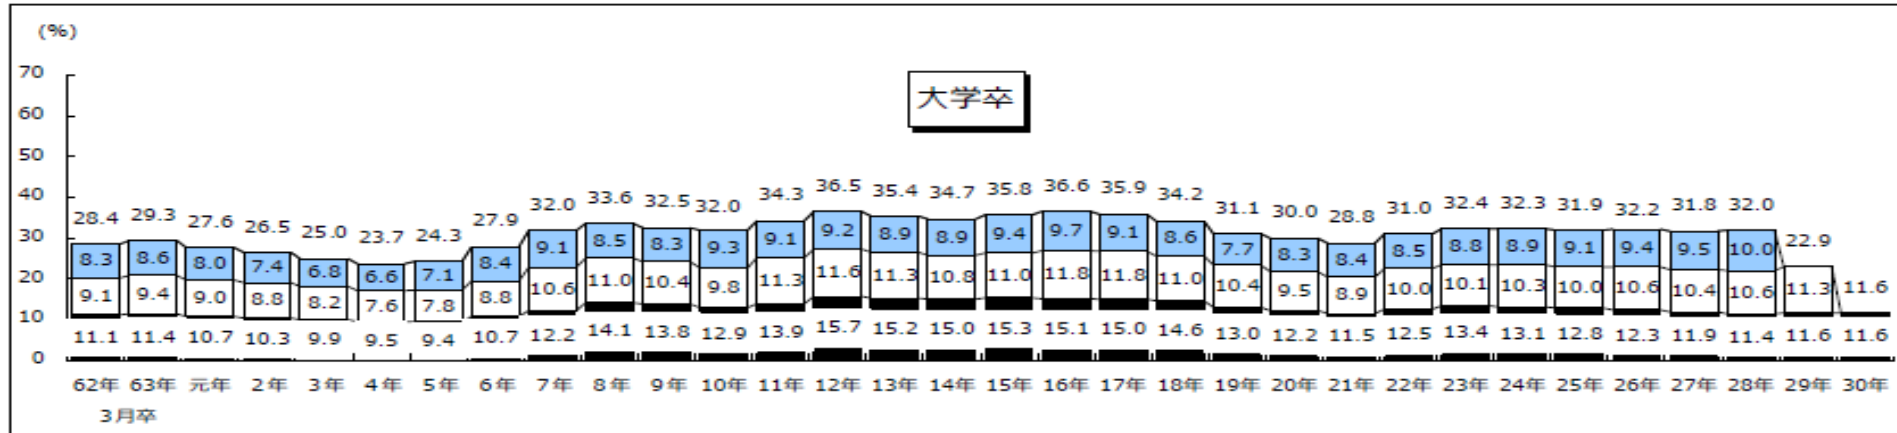 (%)
70
大学卒
60
50
40
28.4 29.3 27.6 26.5 25.0 23.7 24.3 27.9 32.0 33.6 32.5 32.0 34.3 36.5 35.4 34.7 35.8 36.6 35.9 34.2 31.1 30.0 28.8 31.0 32.4 32.3 31.9 32.2 31.8 32.0 22.9 11.6
30
8.3 8.6 8.0 7.4 6.8 6.6 7.1 8.4 9.1 8.5 8.3 9.3 9.1 9.2 8.9 8.9 9.4 9.7 9.1 8.6 7.7 8.3 8.4 8.5 8.8 8.9 9.1 9.4 9.5 10.0
20
9.1 9.4 9.0 8.8 8.2 7.6 7.8 8.8 10.6 11.0 10.4 9.8 11.3 11.6 11.3 10.8 11.0 11.8 11.8 11.0 10.4 9.5 8.9 10.0 10.1 10.3 10.0 10.6 10.4 10.6 11.3
10
11.1 11.4 10.7 10.3 9.9 9.5 9.4 10.7 12.2 14.1 13.8 12.9 13.9 15.7 15.2 15.0 15.3 15.1 15.0 14.6 13.0 12.2 11.5 12.5 13.4 13.1 12.8 12.3 11.9 11.4 11.6 11.6
0
62年 63年 元年 2年 3年 4年 5年 6年 7年 8年 9年 10年 11年 12年 13年 14年 15年 16年 17年 18年 19年 20年 21年 22年 23年 24年 25年 26年 27年 28年 29年 30年
3月卒